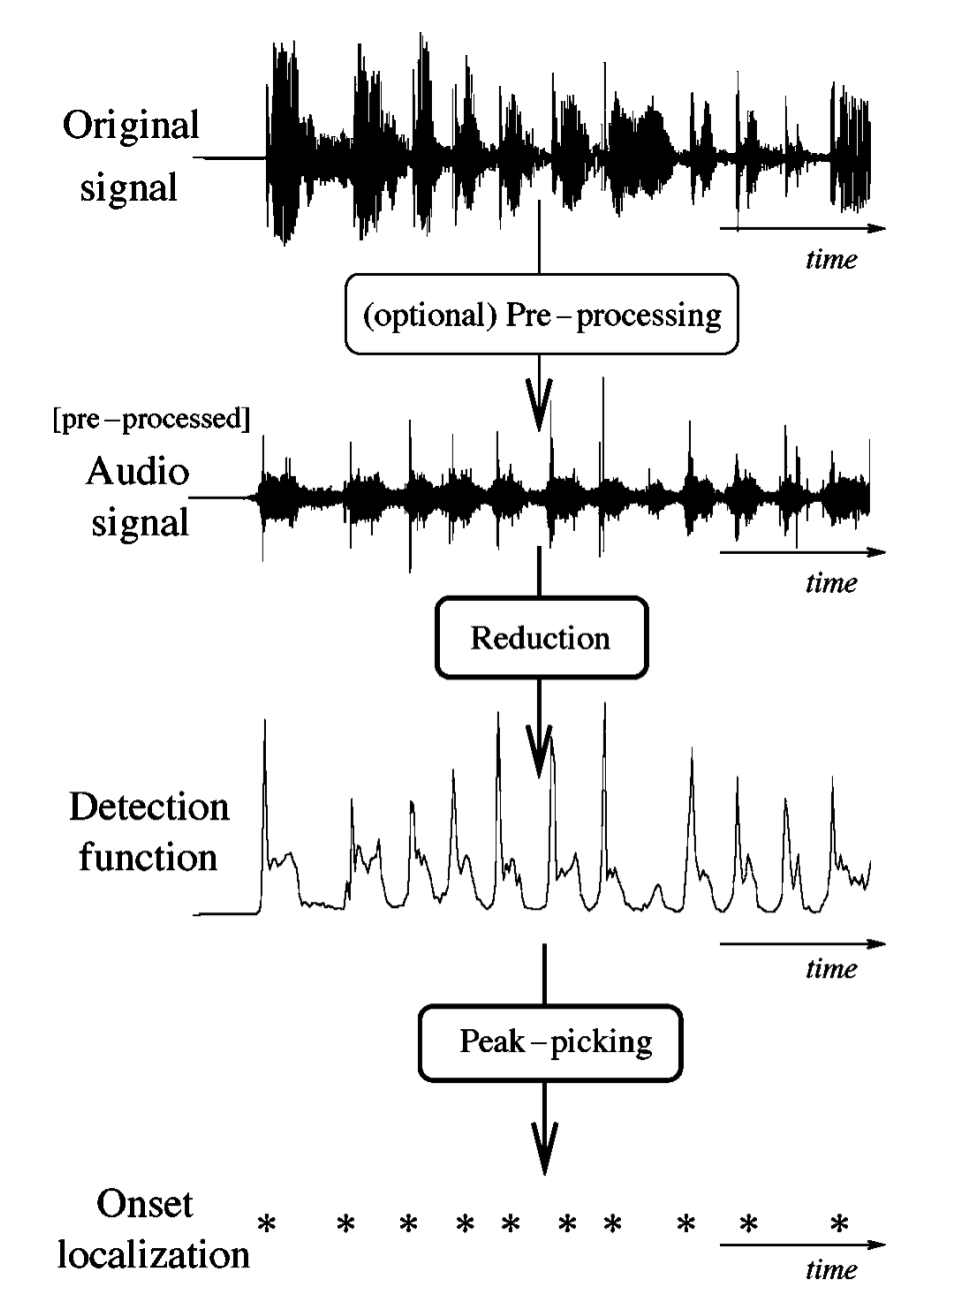 Original
signal
time
(optional) Pre–processing
[pre–processed]
Audio
signal
time
Reduction
Detection
function
time
Peak–picking
Onset
localization
* * * * * * * * * *
time